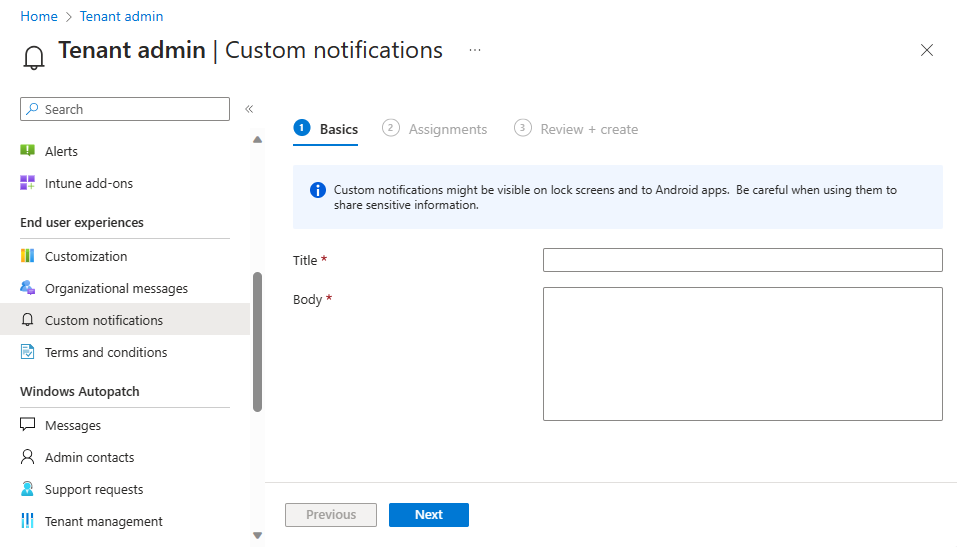 Home > Tenant admin
Tenant admin | Custom notifications ...
Search «
Alerts
Intune add-ons
End user experiences
Customization
Organizational messages
Custom notifications
Terms and conditions
Windows Autopatch
Messages
Admin contacts
Support requests
Tenant management
1 Basics 2 Assignments 3 Review + create
Custom notifications might be visible on lock screens and to Android apps. Be careful when using them to
share sensitive information.
Title *
Body *
Previous Next